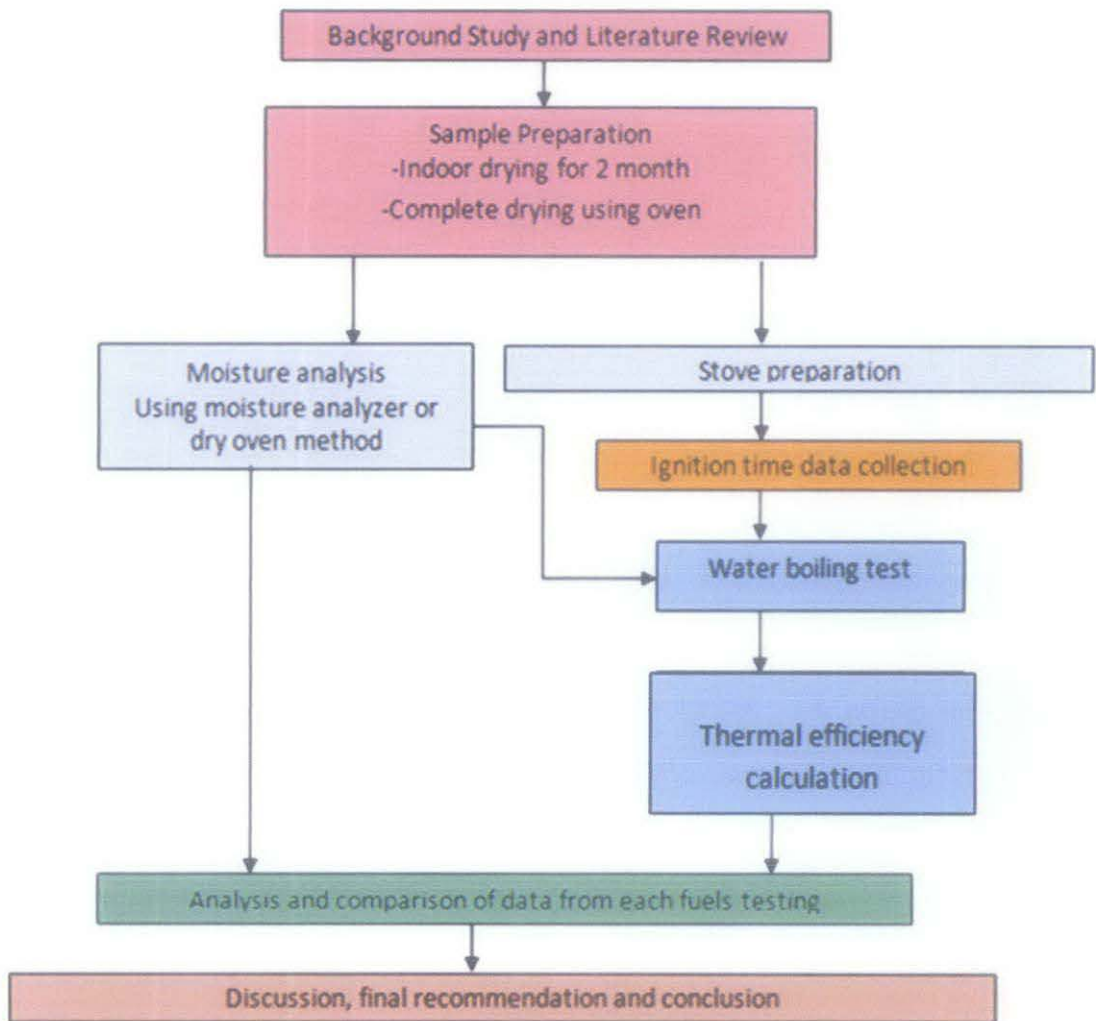 Background Study and Literature Review
Sample Preparation
-Indoor drying for 2 month
-Complete drying using oven
Moisture analysis
Using moisture analyzer or
dry oven method
Stove preparation
Ignition time data collection
Water boiling test
Thermal efficiency
calculation
Analysis and comparison of data from each fuels testing
Discussion, final recommendation and conclusion